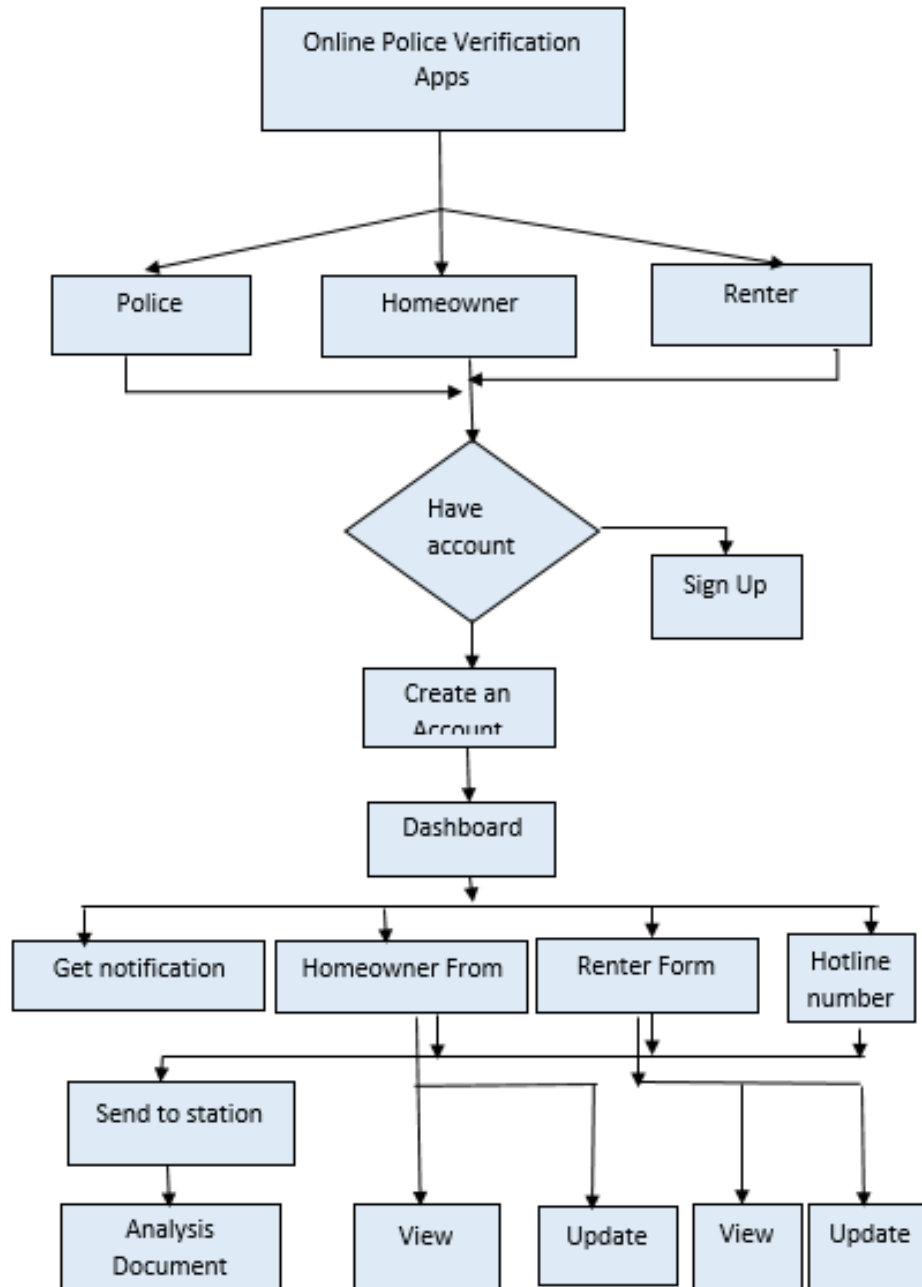 Online Police Verification
Apps
Police
Homeowner
Renter
Have
account
Sign Up
Create an
Account
Dashboard
Get notification
Homeowner From
Renter Form
Hotline
number
Send to station
Analysis
Document
View
Update
View
Update